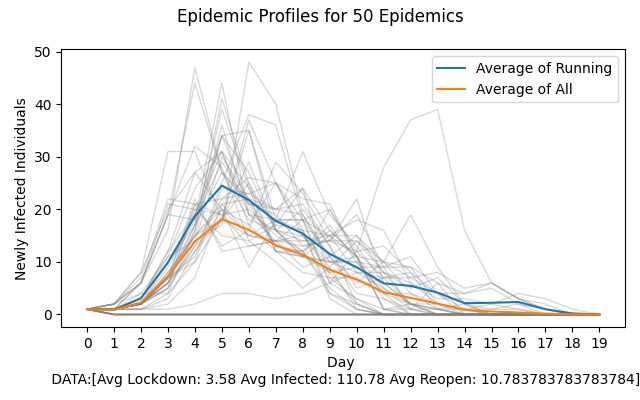 Epidemic Profiles for 50 Epidemics
50
40
30
20
10
0
Newly Infected Individuals
Average of Running
Average of All
0 1 2 3 4 5 6 7 8 9 10 11 12 13 14 15 16 17 18 19
Day
DATA:[Avg Lockdown: 3.58 Avg Infected: 110.78 Avg Reopen: 10.783783783783784]